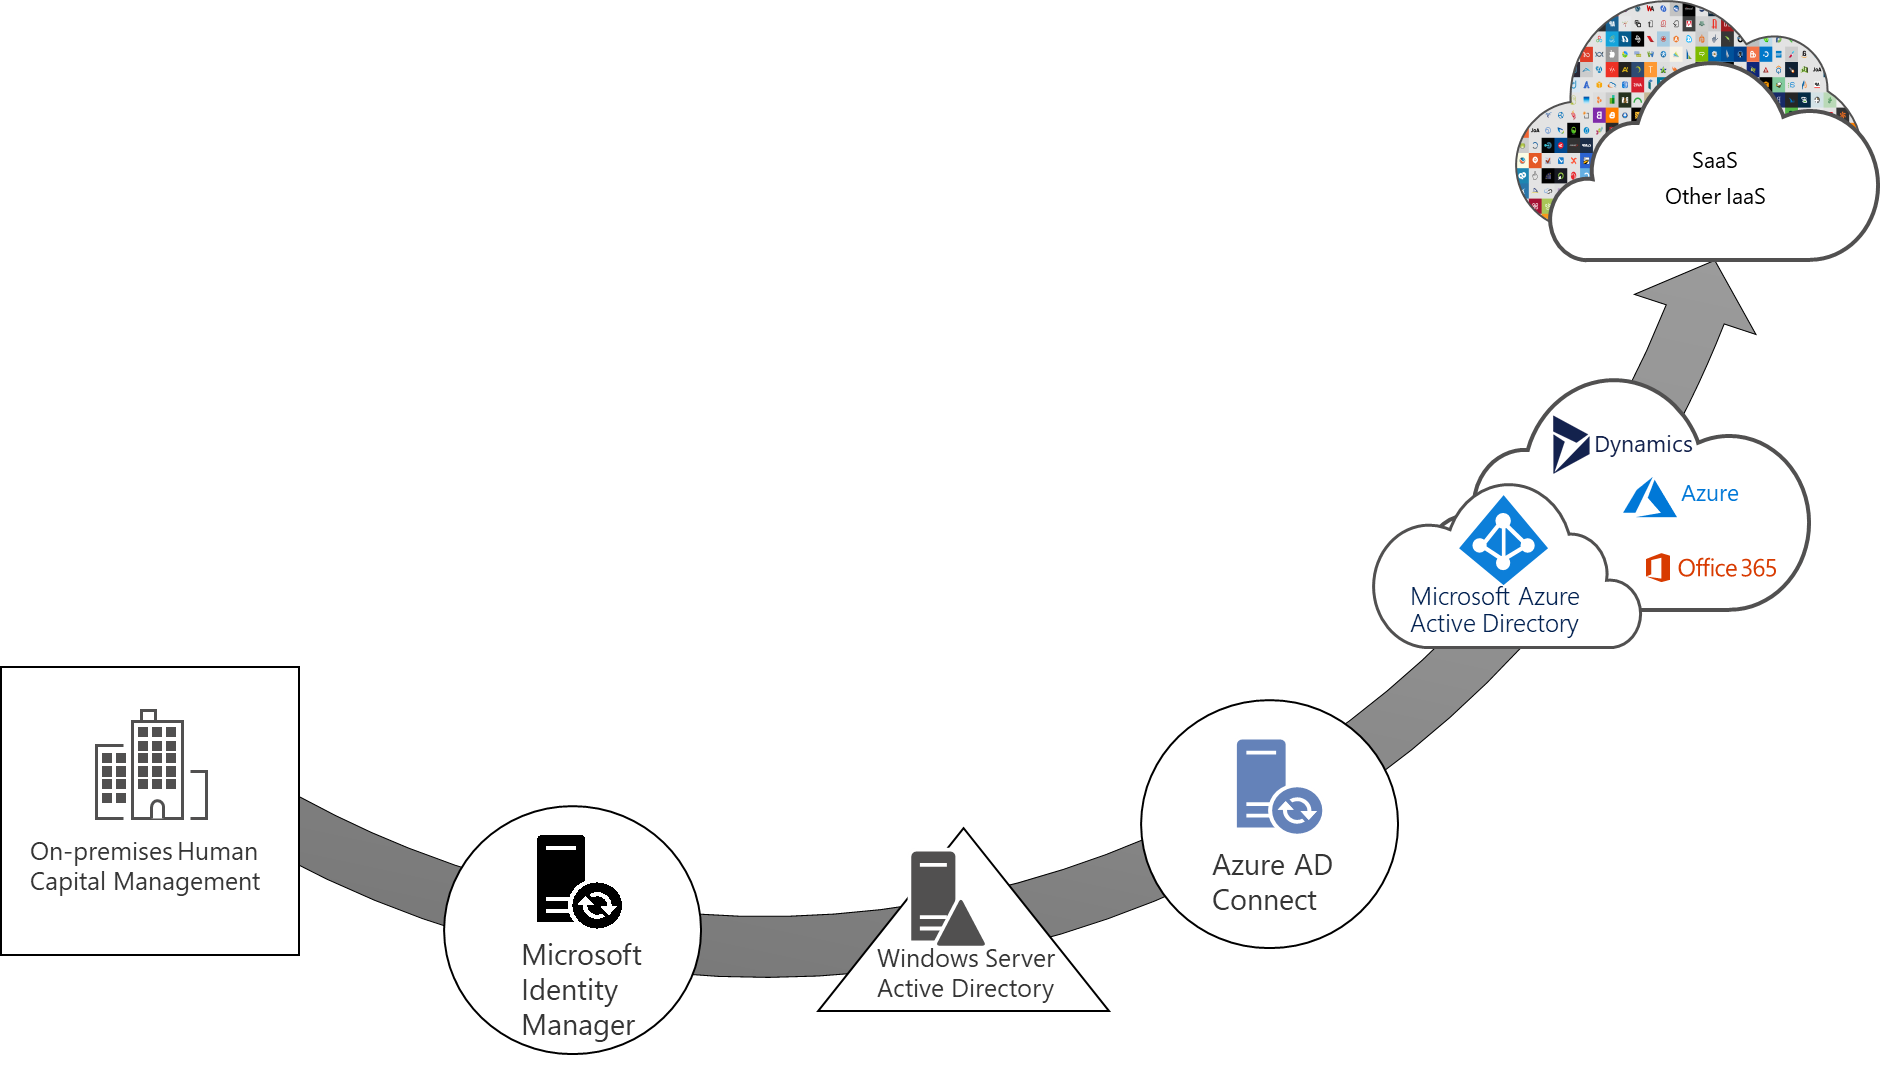 SaaS
Other IaaS
Dynamics
Azure
Office 365
Microsoft Azure
Active Directory
On-premises Human
Capital Management
Microsoft
Identity
Manager
Windows Server
Active Directory
Azure AD
Connect